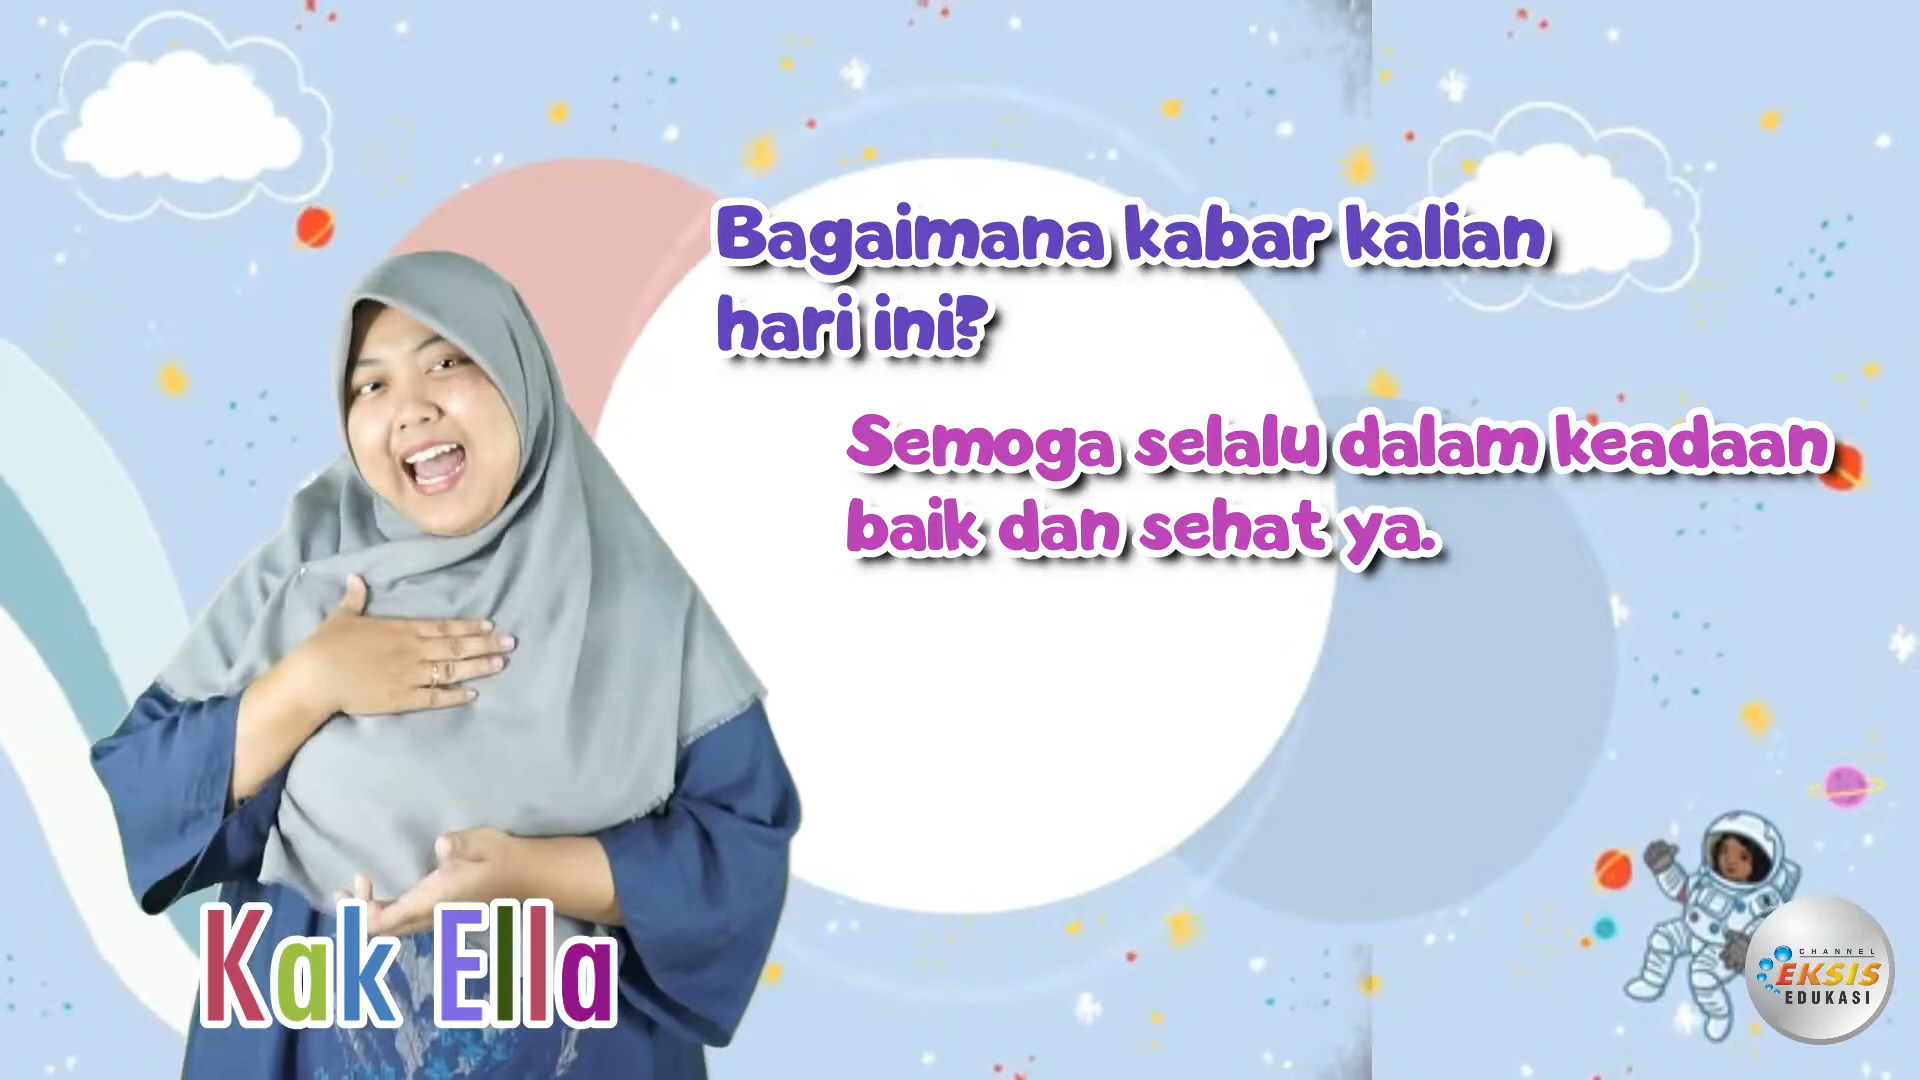 Bagaimana kabar kalian
hari ini?
Semoga selalu dalam keadaan
baik dan sehat ya.
Kak Ella
CHANNEL
EKSIS
EDUKASI